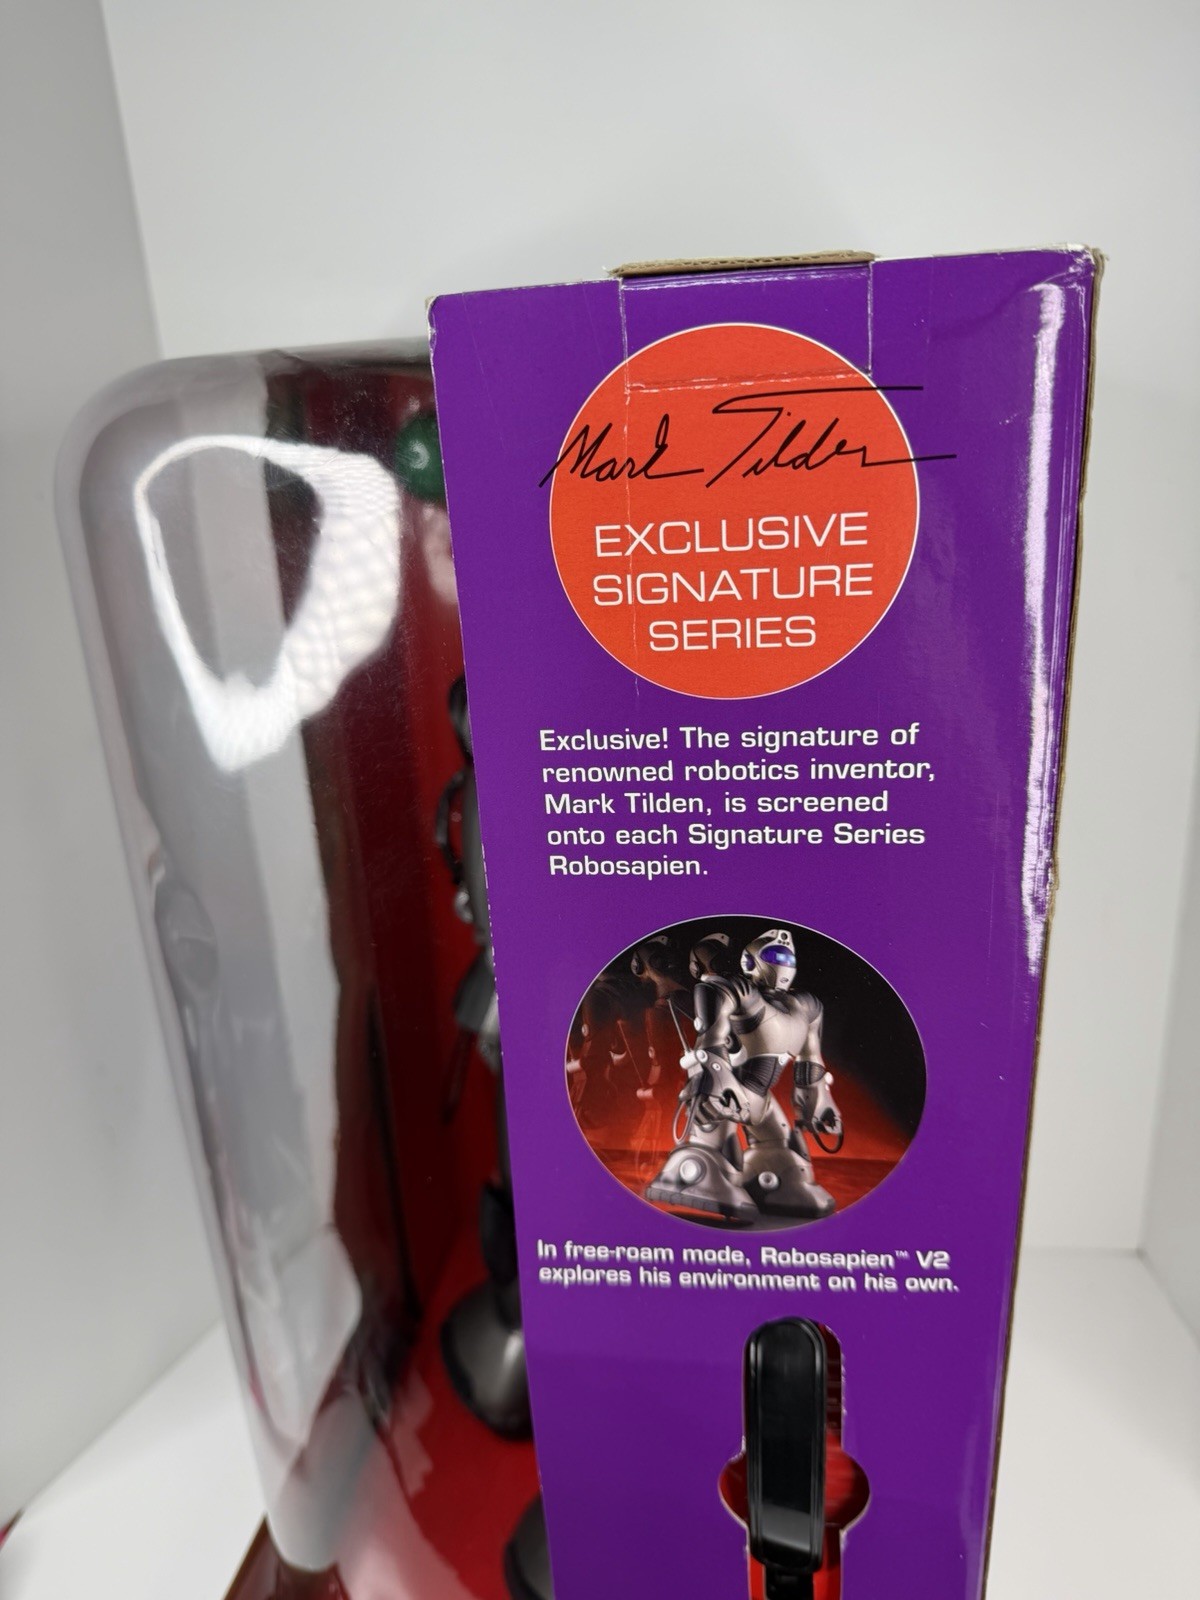 Mark Tilden
EXCLUSIVE
SIGNATURE
SERIES
Exclusive! The signature of
renowned robotics inventor,
Mark Tilden, is screened
onto each Signature Series
Robosapien.
In free-roam mode, Robosapien™ V2
explores his environment on his own.